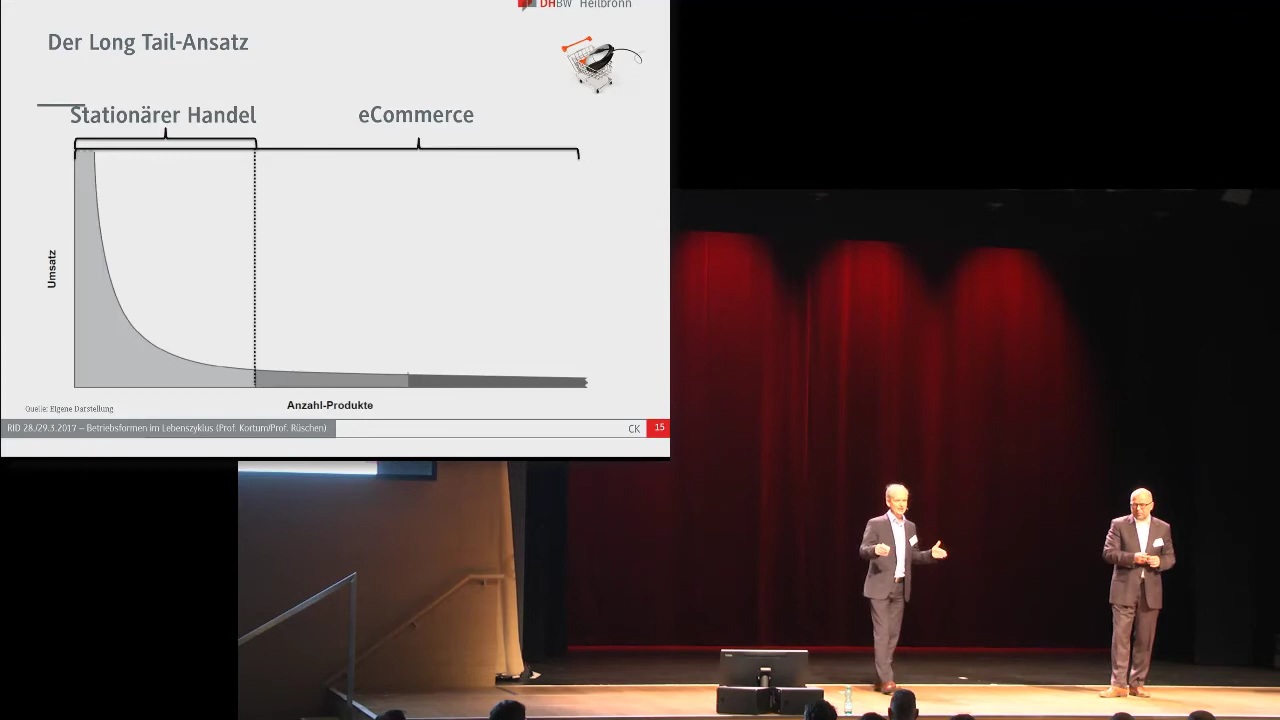 DHBW Heilbronn
Der Long Tail-Ansatz
Stationärer Handel
eCommerce
Umsatz
Anzahl-Produkte
Quelle: Eigene Darstellung
RID 28./29.3.2017 – Betriebsformen im Lebenszyklus (Prof. Kortum/Prof. Rüschen)
CK
15